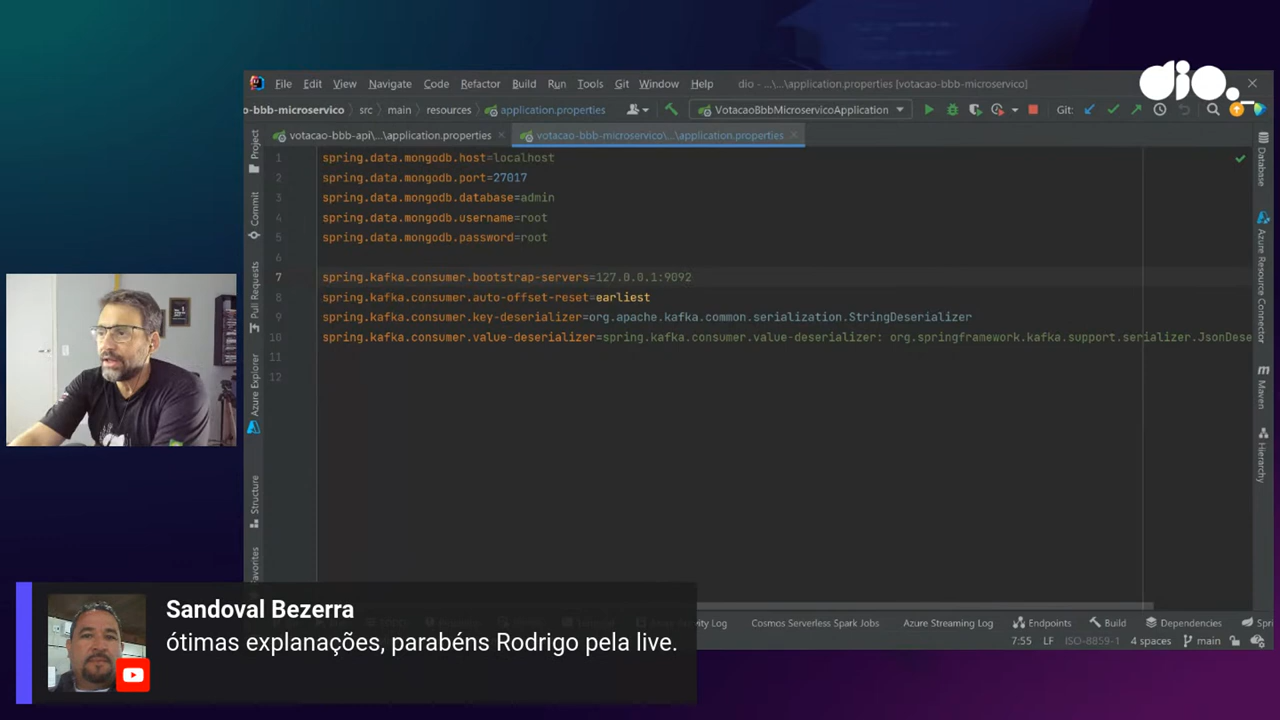 dio._
File Edit View Navigate Code Refactor Build Run Tools Git Window Help dio - ...\...\application.properties [votacao-bbb-microservico]
o-bbb-microservico src main resources application.properties VotacaoBbbMicroservicoApplication Git:
votacao-bbb-api\...\application.properties votacao-bbb-microservico\...\application.properties
1 spring.data.mongodb.host=localhost
2 spring.data.mongodb.port=27017
3 spring.data.mongodb.database=admin
4 spring.data.mongodb.username=root
5 spring.data.mongodb.password=root
6
7 spring.kafka.consumer.bootstrap-servers=127.0.0.1:9092
8 spring.kafka.consumer.auto-offset-reset=earliest
9 spring.kafka.consumer.key-deserializer=org.apache.kafka.common.serialization.StringDeserializer
10 spring.kafka.consumer.value-deserializer=spring.kafka.consumer.value-deserializer: org.springframework.kafka.support.serializer.JsonDese
11
12
Project
Commit
Pull Requests
Azure Explorer
Structure
Favorites
Database
Azure Resource Connector
Maven
Hierarchy
Log Cosmos Serverless Spark Jobs Azure Streaming Log Endpoints Build Dependencies Spri
7:55 LF ISO-8859-1 4 spaces main
Sandoval Bezerra
ótimas explanações, parabéns Rodrigo pela live.